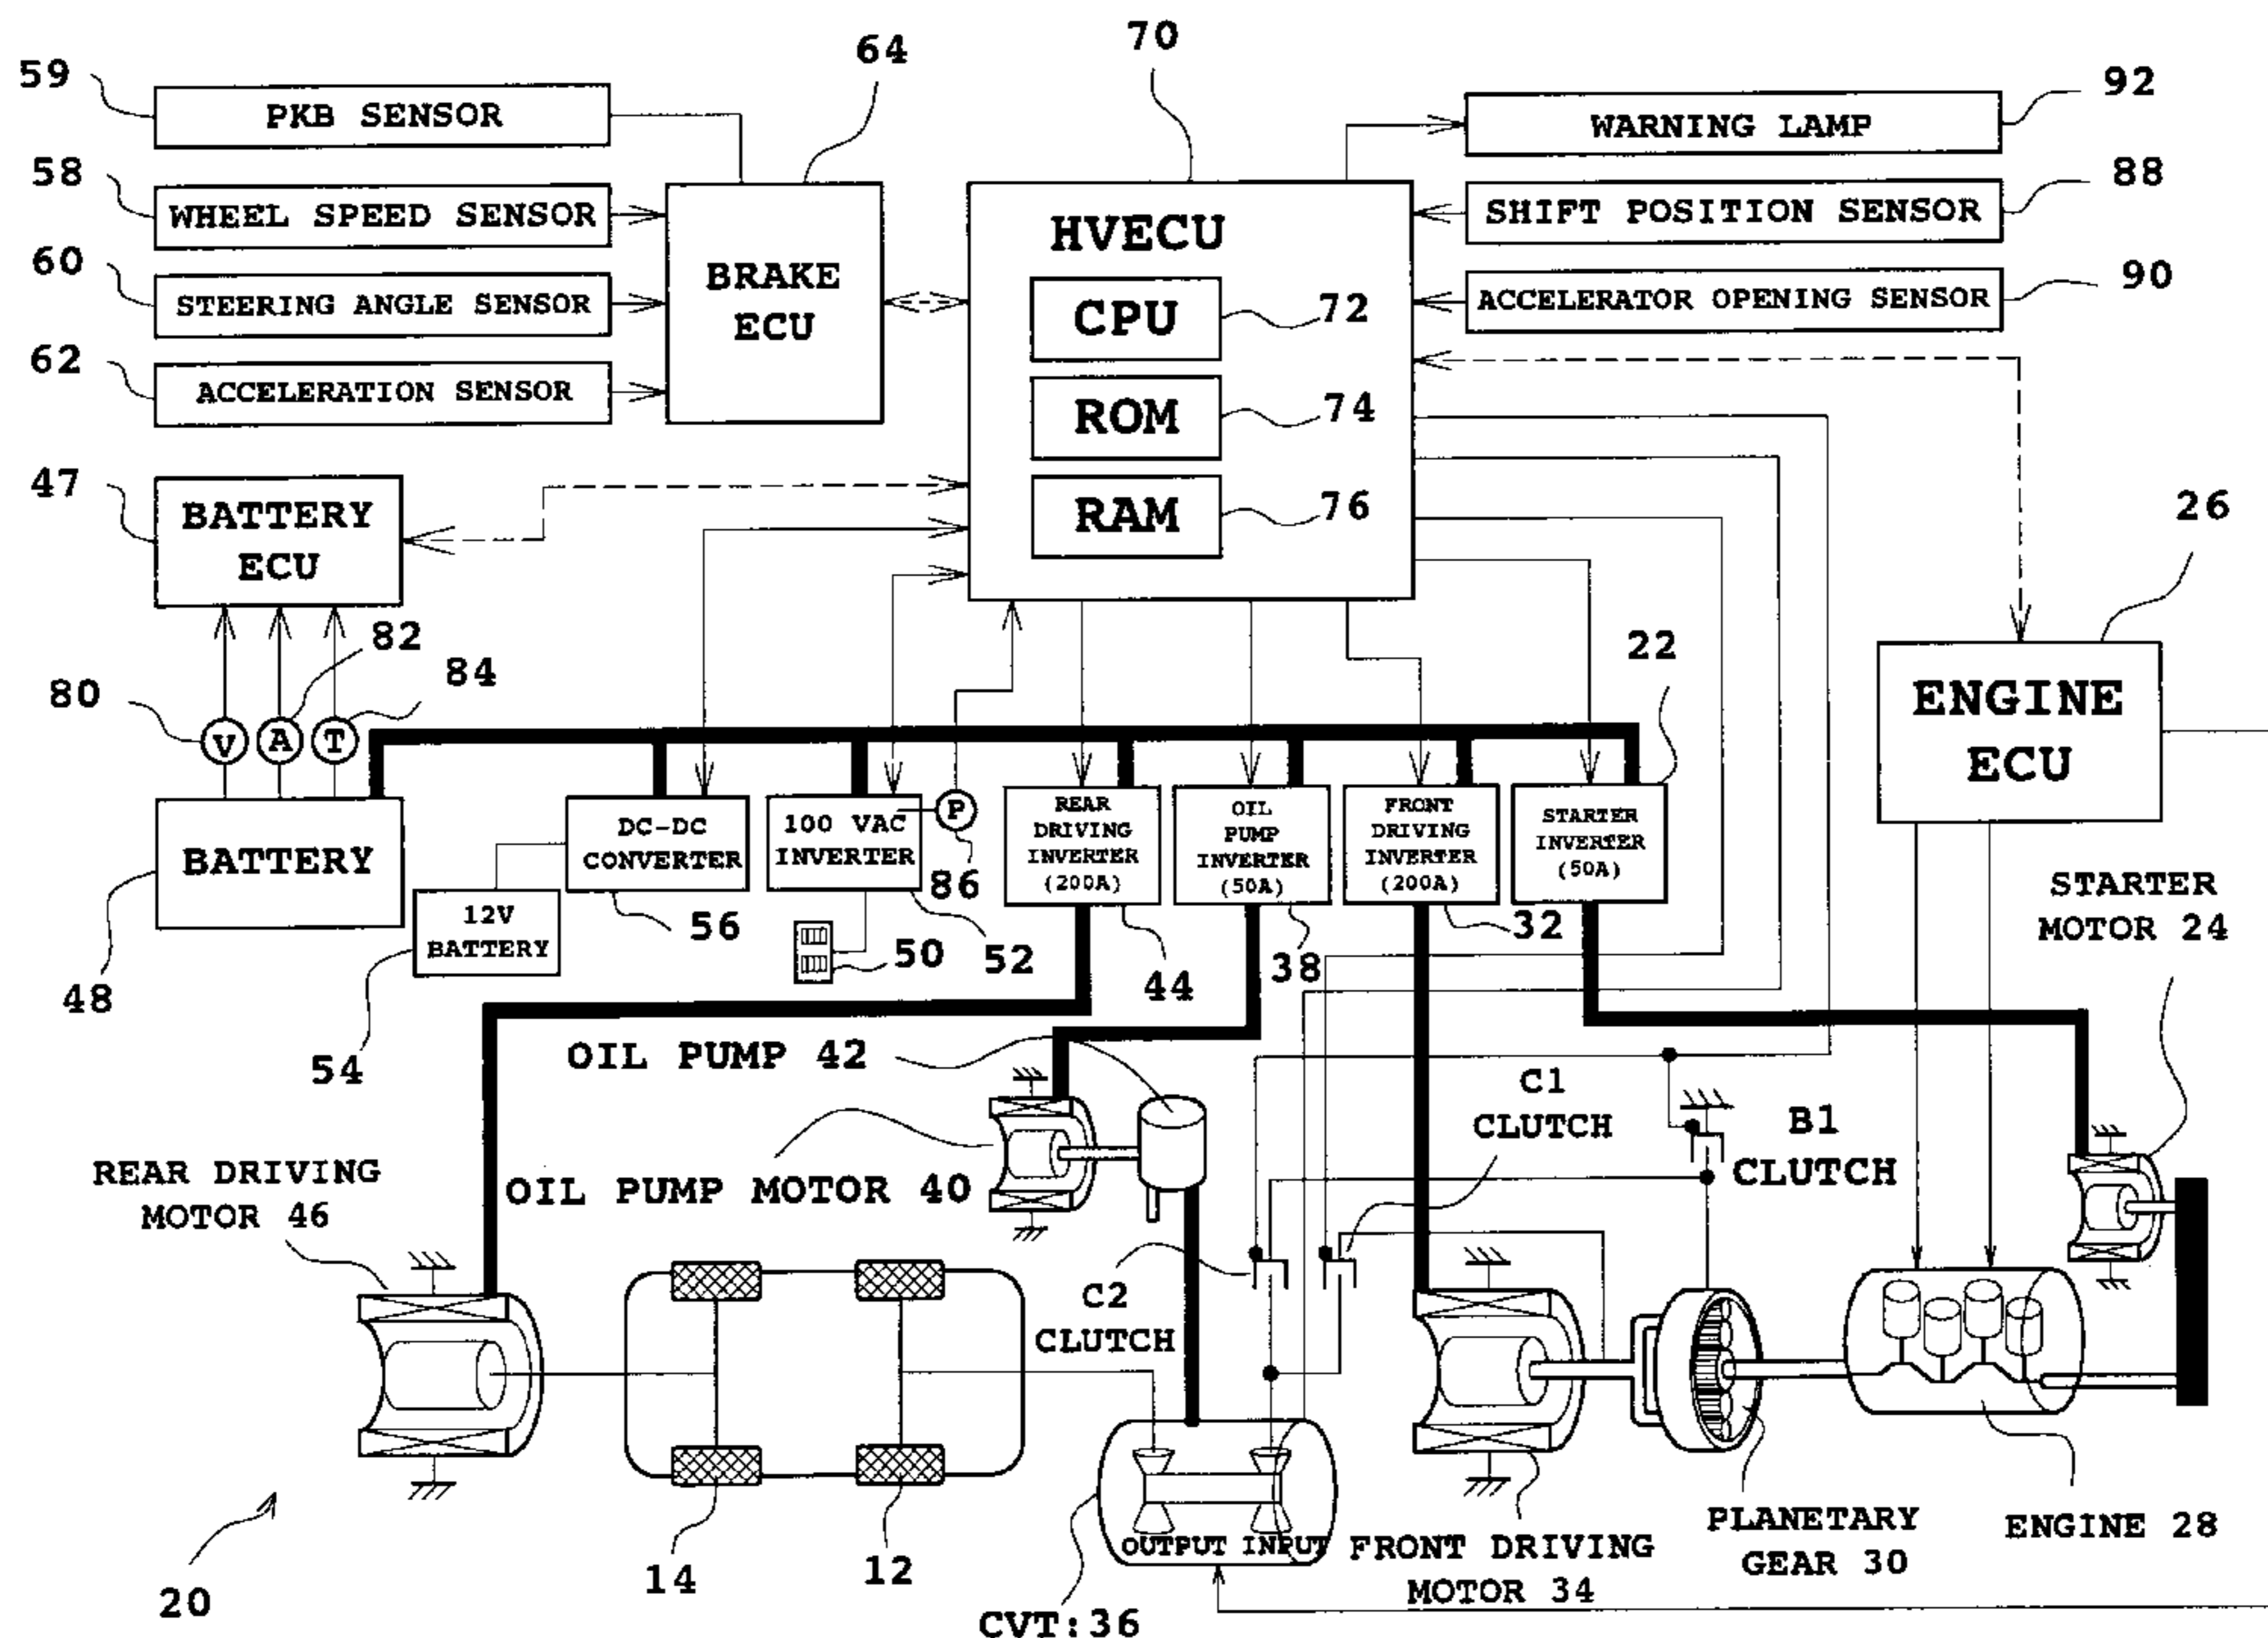 59
PKB SENSOR
64
70
WARNING LAMP
92
58
WHEEL SPEED SENSOR
SHIFT POSITION SENSOR
88
60
STEERING ANGLE SENSOR
ACCELERATOR OPENING SENSOR
90
62
ACCELERATION SENSOR
BRAKE
ECU
HVECU
CPU
72
ROM
74
RAM
76
47
BATTERY
ECU
26
ENGINE
ECU
80
82
84
V
A
T
22
BATTERY
48
DC-DC
CONVERTER
56
12V
BATTERY
54
100 VAC
INVERTER
P
86
52
50
REAR
DRIVING
INVERTER
(200A)
44
OIL
PUMP
INVERTER
(50A)
38
FRONT
DRIVING
INVERTER
(200A)
32
STARTER
INVERTER
(50A)
STARTER
MOTOR 24
OIL PUMP 42
OIL PUMP MOTOR 40
C1
CLUTCH
B1
CLUTCH
REAR DRIVING
MOTOR 46
C2
CLUTCH
OUTPUT INPUT
CVT:36
FRONT DRIVING
MOTOR 34
PLANETARY
GEAR 30
ENGINE 28
14
12
20